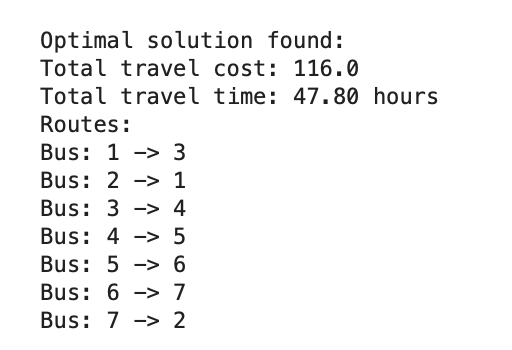 Optimal solution found:
Total travel cost: 116.0
Total travel time: 47.80 hours
Routes:
Bus: 1 -> 3
Bus: 2 -> 1
Bus: 3 -> 4
Bus: 4 -> 5
Bus: 5 -> 6
Bus: 6 -> 7
Bus: 7 -> 2